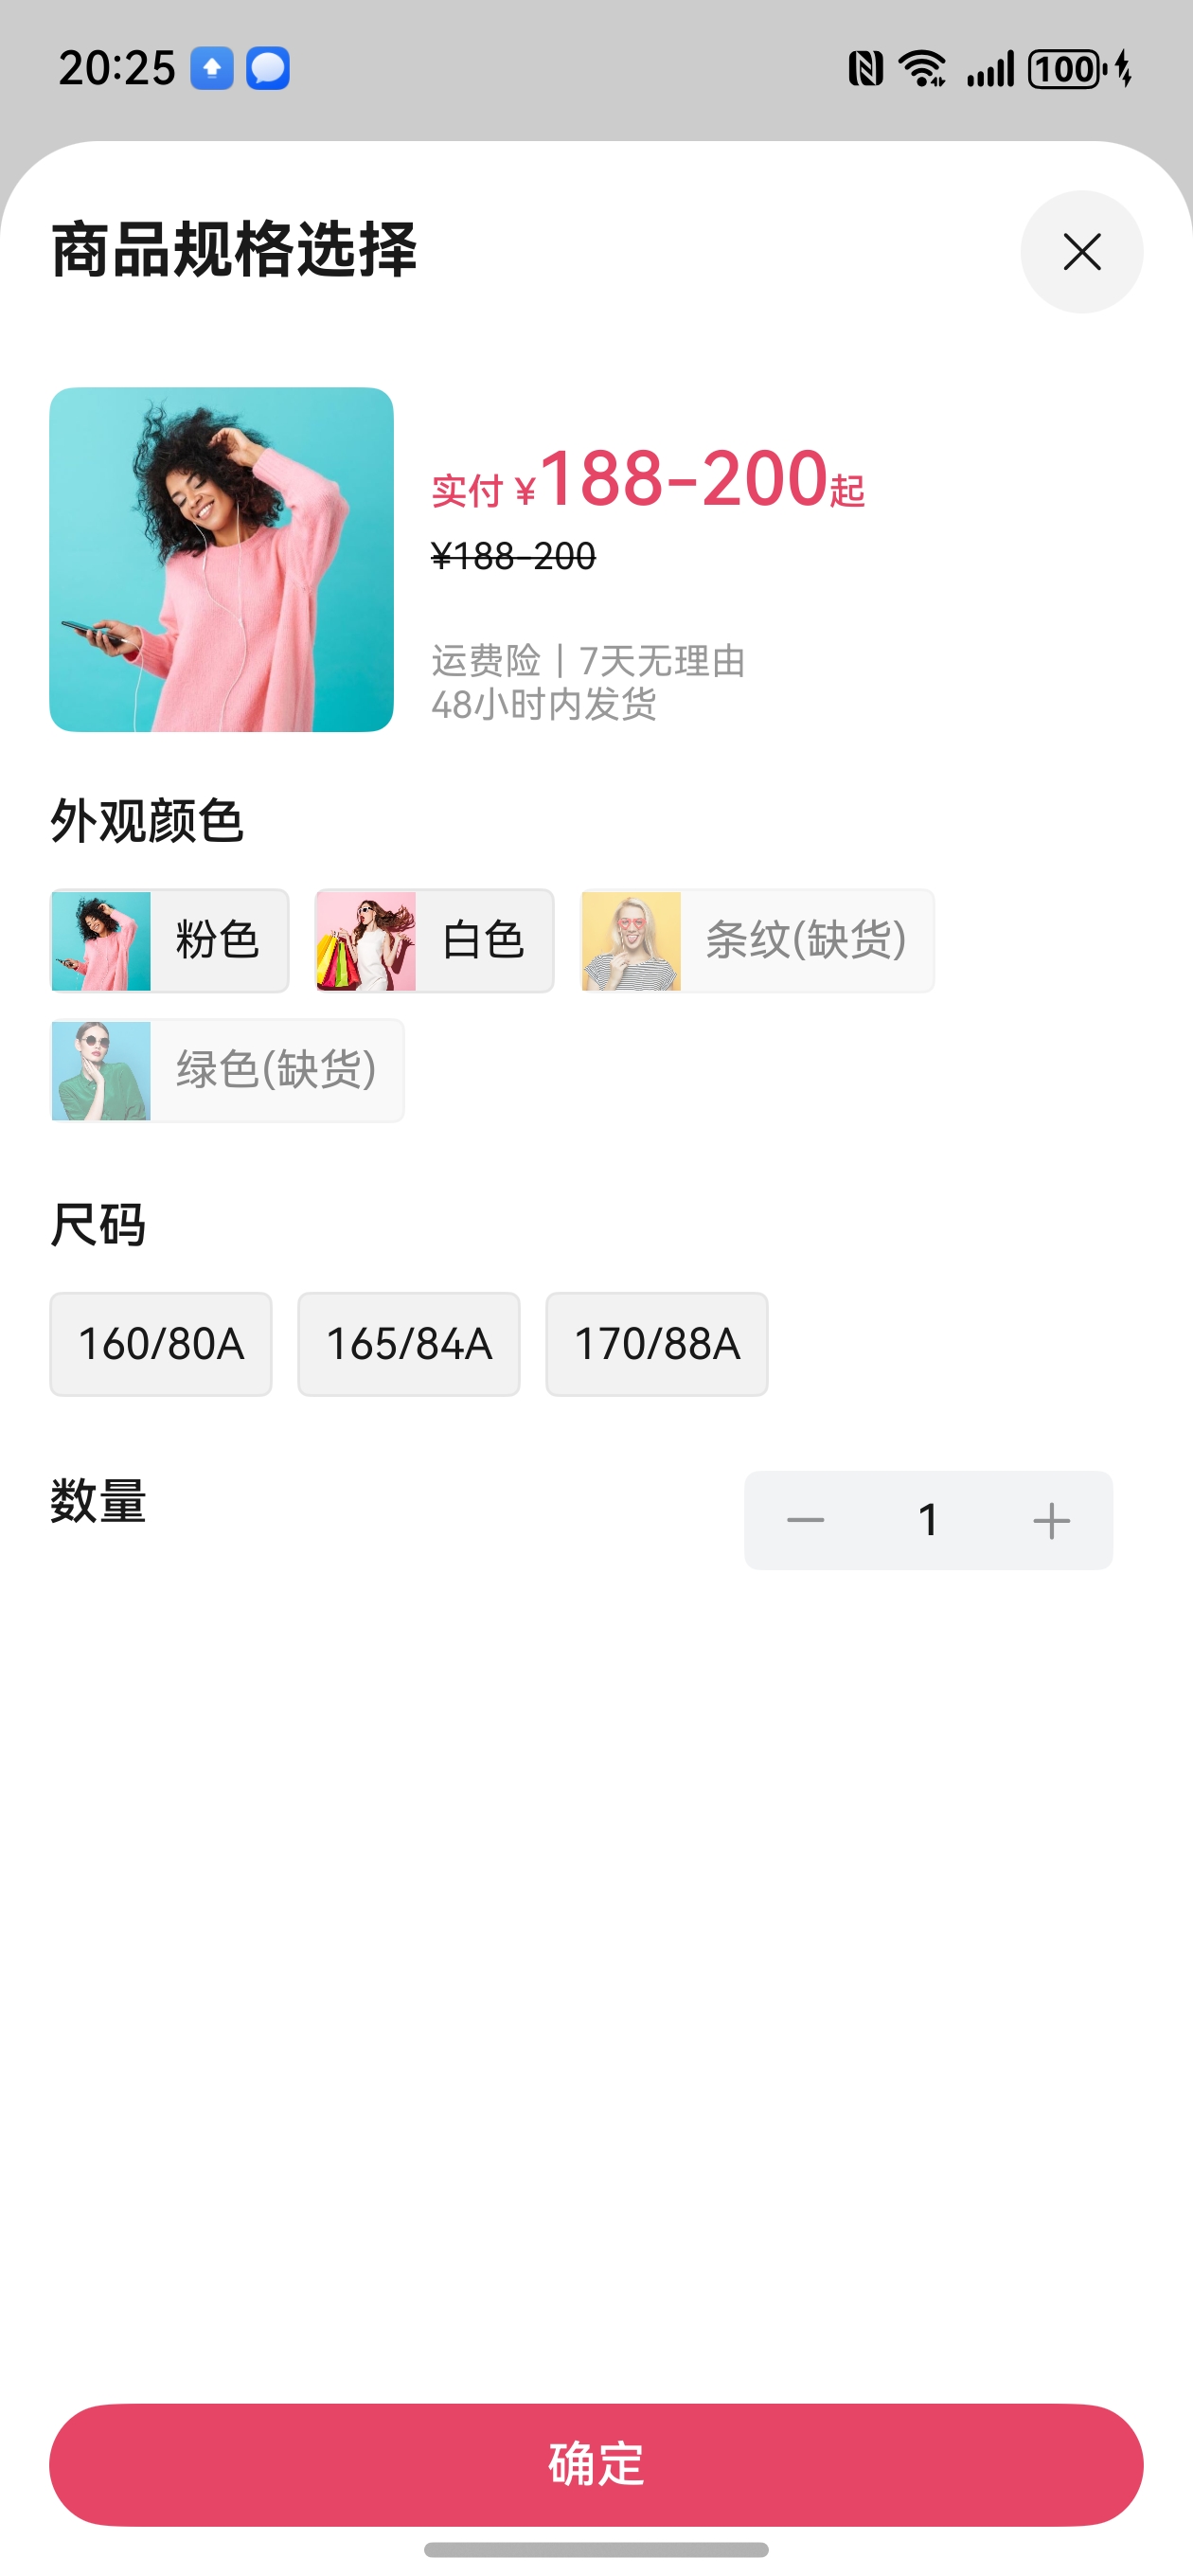 20:25
100
商品规格选择
实付 ¥188-200起
¥188-200
运费险 | 7天无理由
48小时内发货
外观颜色
粉色 白色 条纹(缺货)
绿色(缺货)
尺码
160/80A 165/84A 170/88A
数量 1
确定